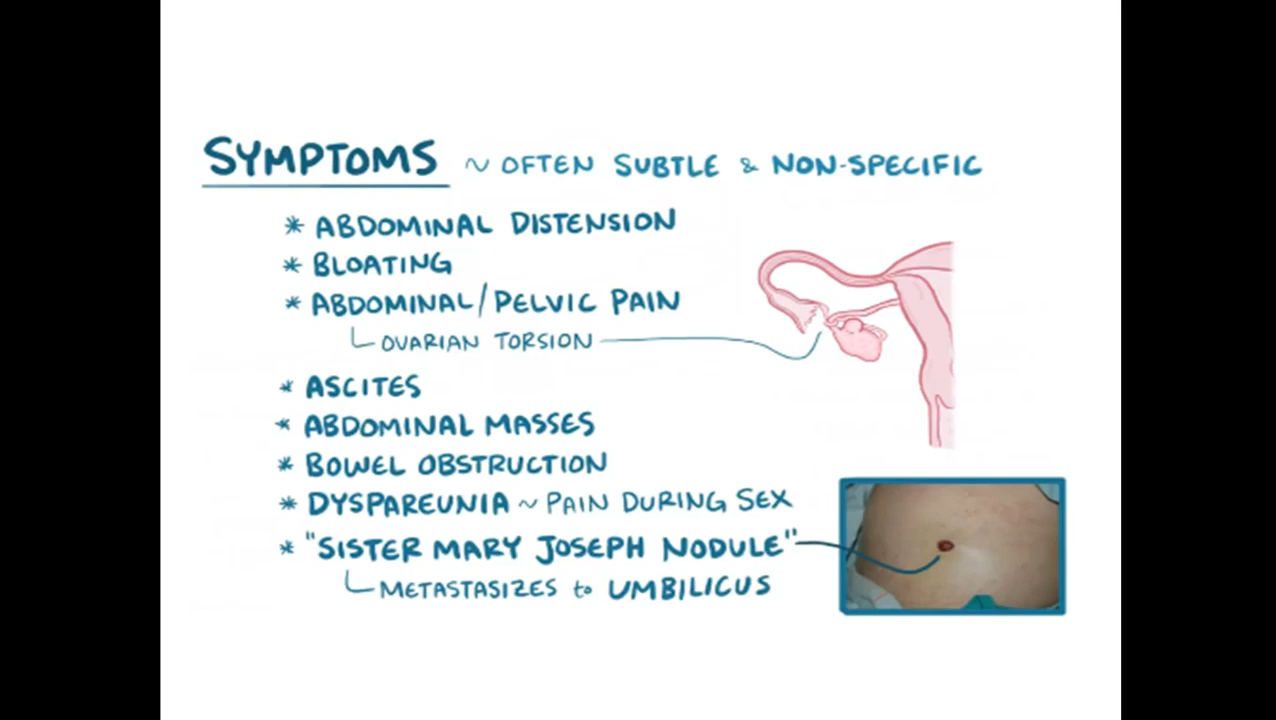 SYMPTOMS ~ OFTEN SUBTLE & NON-SPECIFIC
* ABDOMINAL DISTENSION
* BLOATING
* ABDOMINAL/PELVIC PAIN
OVARIAN TORSION
* ASCITES
* ABDOMINAL MASSES
* BOWEL OBSTRUCTION
* DYSPAREUNIA ~ PAIN DURING SEX
* "SISTER MARY JOSEPH NODULE"
METASTASIZES to UMBILICUS